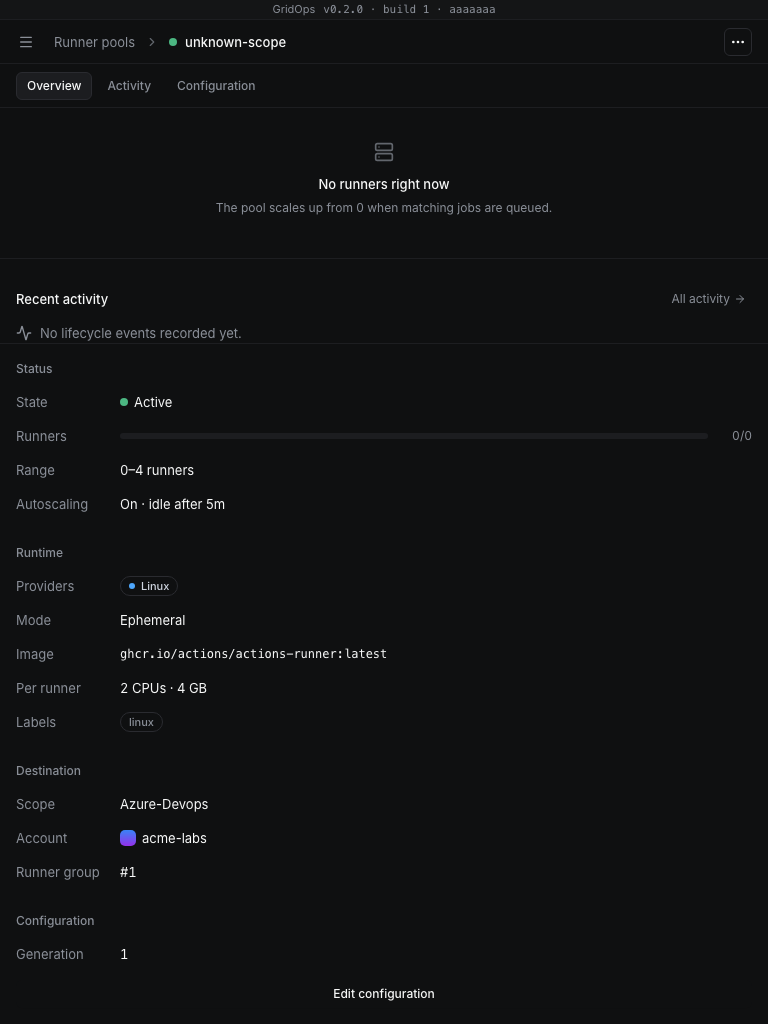 GridOps v0.2.0 · build 1 · aaaaaaa
Runner pools
unknown-scope
Overview
Activity
Configuration
No runners right now
The pool scales up from 0 when matching jobs are queued.
Recent activity
All activity →
No lifecycle events recorded yet.
Status
State
Active
Runners
0/0
Range
0–4 runners
Autoscaling
On · idle after 5m
Runtime
Providers
Linux
Mode
Ephemeral
Image
ghcr.io/actions/actions-runner:latest
Per runner
2 CPUs · 4 GB
Labels
linux
Destination
Scope
Azure-Devops
Account
acme-labs
Runner group
#1
Configuration
Generation
1
Edit configuration